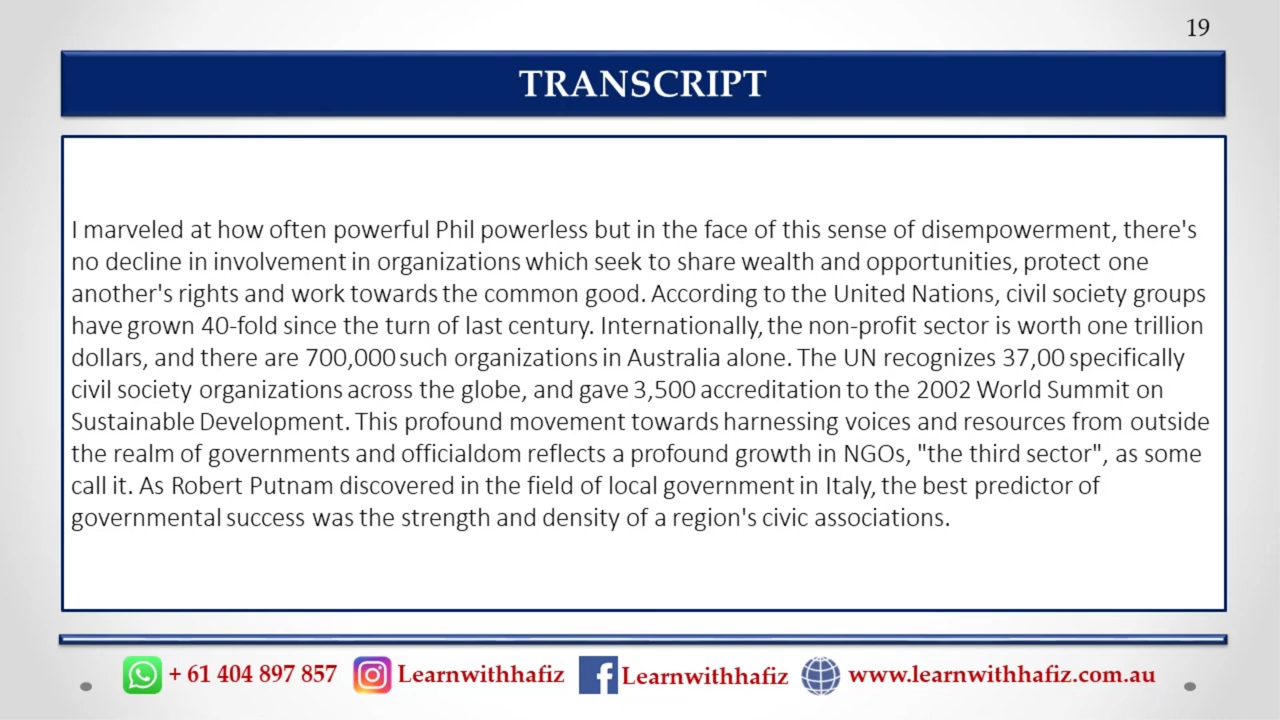 19
TRANSCRIPT
I marveled at how often powerful Phil powerless but in the face of this sense of disempowerment, there's
no decline in involvement in organizations which seek to share wealth and opportunities, protect one
another's rights and work towards the common good. According to the United Nations, civil society groups
have grown 40-fold since the turn of last century. Internationally, the non-profit sector is worth one trillion
dollars, and there are 700,000 such organizations in Australia alone. The UN recognizes 37,00 specifically
civil society organizations across the globe, and gave 3,500 accreditation to the 2002 World Summit on
Sustainable Development. This profound movement towards harnessing voices and resources from outside
the realm of governments and officialdom reflects a profound growth in NGOs, "the third sector", as some
call it. As Robert Putnam discovered in the field of local government in Italy, the best predictor of
governmental success was the strength and density of a region's civic associations.
+ 61 404 897 857 Learnwithhafiz Learnwithhafiz www.learnwithhafiz.com.au